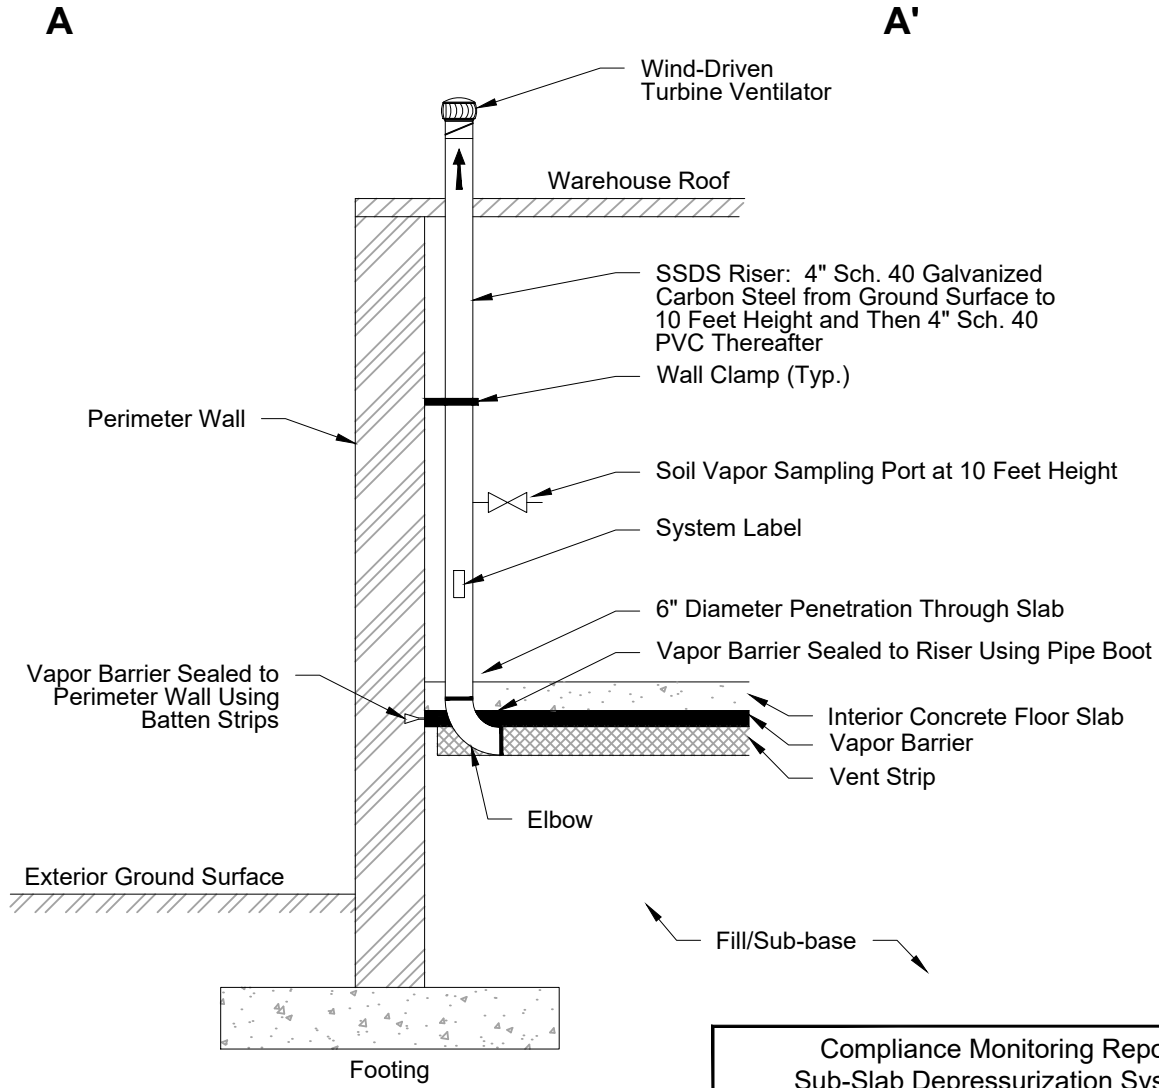 A
A'
Wind-Driven
Turbine Ventilator
Warehouse Roof
SSDS Riser: 4" Sch. 40 Galvanized
Carbon Steel from Ground Surface to
10 Feet Height and Then 4" Sch. 40
PVC Thereafter
Wall Clamp (Typ.)
Perimeter Wall
Soil Vapor Sampling Port at 10 Feet Height
System Label
6" Diameter Penetration Through Slab
Vapor Barrier Sealed to Riser Using Pipe Boot
Vapor Barrier Sealed to
Perimeter Wall Using
Batten Strips
Interior Concrete Floor Slab
Vapor Barrier
Vent Strip
Elbow
Exterior Ground Surface
Fill/Sub-base
Footing
Compliance Monitoring Repo
Sub-Slab Depressurization Sys